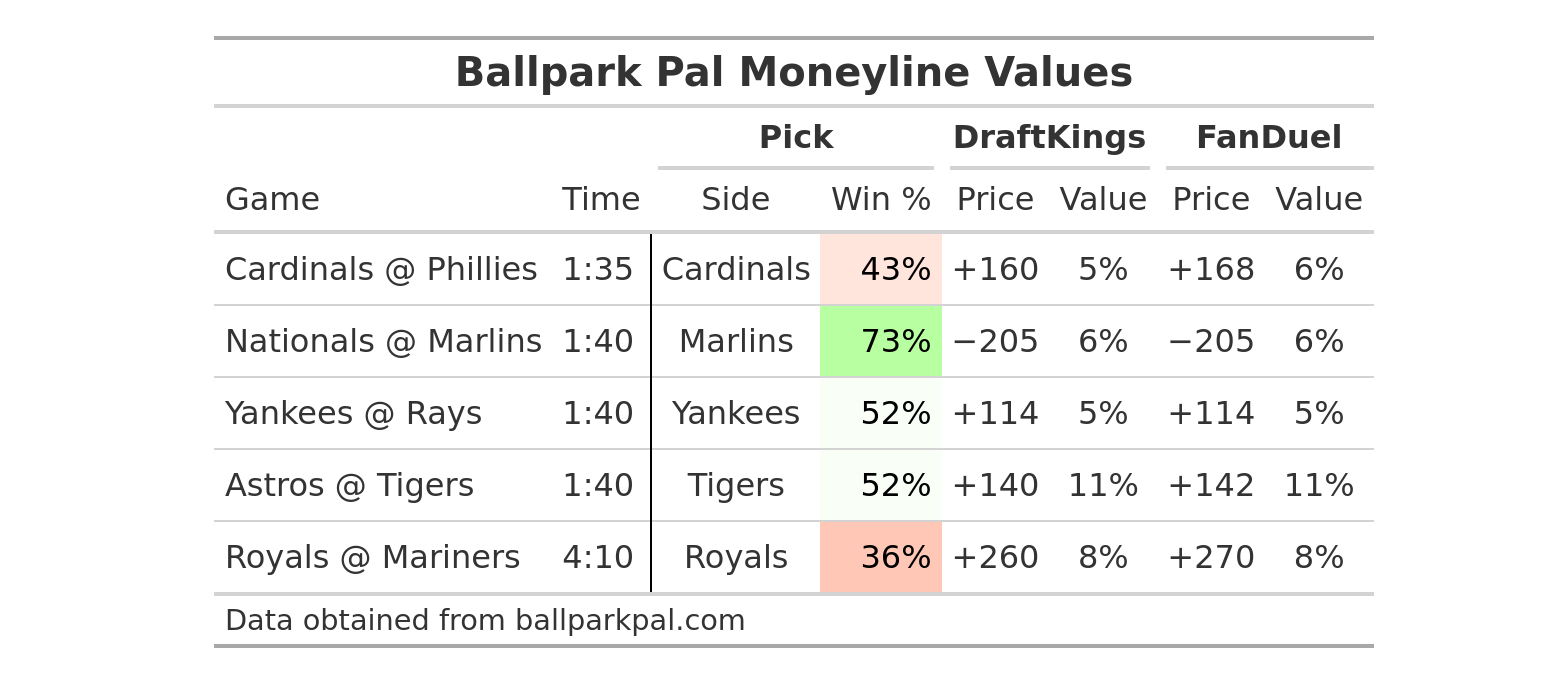 Ballpark Pal Moneyline Values
Pick DraftKings FanDuel
Game Time Side Win % Price Value Price Value
Cardinals @ Phillies 1:35 Cardinals 43% +160 5% +168 6%
Nationals @ Marlins 1:40 Marlins 73% −205 6% −205 6%
Yankees @ Rays 1:40 Yankees 52% +114 5% +114 5%
Astros @ Tigers 1:40 Tigers 52% +140 11% +142 11%
Royals @ Mariners 4:10 Royals 36% +260 8% +270 8%
Data obtained from ballparkpal.com